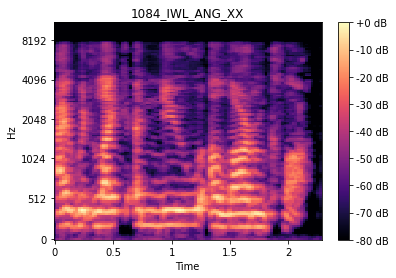 1084_IWL_ANG_XX
+0 dB
8192
-10 dB
4096
-20 dB
-30 dB
2048
Hz
-40 dB
1024
-50 dB
512
-60 dB
-70 dB
0
-80 dB
0 0.5 1 1.5 2
Time